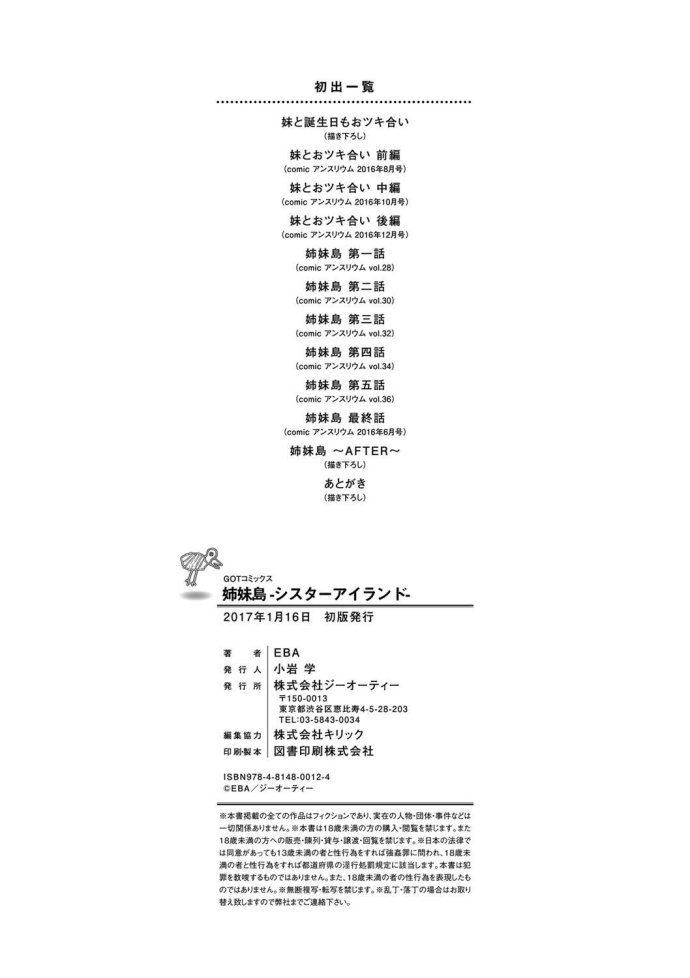 初出一覧
妹と誕生日もおツキ合い
(描き下ろし)
妹とおツキ合い 前編
(comic アンスリウム 2016年8月号)
妹とおツキ合い 中編
(comic アンスリウム 2016年10月号)
妹とおツキ合い 後編
(comic アンスリウム 2016年12月号)
姉妹島 第一話
(comic アンスリウム vol.28)
姉妹島 第二話
(comic アンスリウム vol.30)
姉妹島 第三話
(comic アンスリウム vol.32)
姉妹島 第四話
(comic アンスリウム vol.34)
姉妹島 第五話
(comic アンスリウム vol.36)
姉妹島 最終話
(comic アンスリウム 2016年6月号)
姉妹島 〜AFTER〜
(描き下ろし)
あとがき
(描き下ろし)
GOTコミックス
姉妹島-シスターアイランド-
2017年1月16日 初版発行
著者 EBA
発行人 小岩 学
発行所 株式会社ジーオーティー
〒150-0013
東京都渋谷区恵比寿4-5-28-203
TEL:03-5843-0034
編集協力 株式会社キリック
印刷・製本 図書印刷株式会社
ISBN978-4-8148-0012-4
©EBA/ジーオーティー
※本書掲載の全ての作品はフィクションであり、実在の人物・団体・事件などは
一切関係ありません。※本書は18歳未満の方の購入・閲覧を禁じます。また
18歳未満の方への販売・陳列・貸与・譲渡・回覧を禁じます。※日本の法律で
は同意があっても13歳未満の者と性行為をすれば強姦罪に問われ、18歳未
満の者と性行為をすれば都道府県の淫行処罰規定に該当します。本書は犯
罪を教唆するものではありません。また、18歳未満の者の性行為を表現したも
のではありません。※無断複写・転写を禁じます。※乱丁・落丁の場合はお取り
替え致しますので弊社までご連絡下さい。